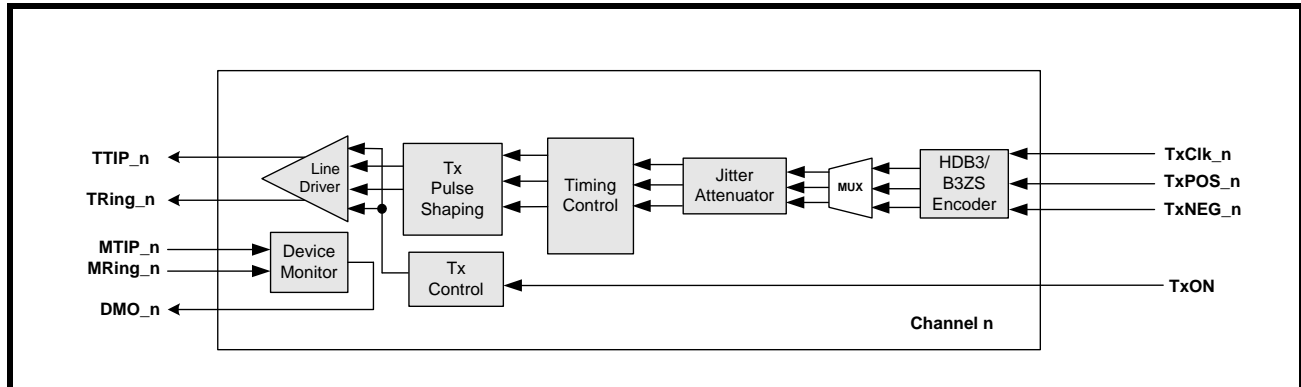 TTIP_n
TRing_n
MTIP_n
MRing_n
DMO_n
Line
Driver
Device
Monitor
Tx
Pulse
Shaping
Tx
Control
Timing
Control
Jitter
Attenuator
MUX
HDB3/
B3ZS
Encoder
TxClk_n
TxPOS_n
TxNEG_n
TxON
Channel n